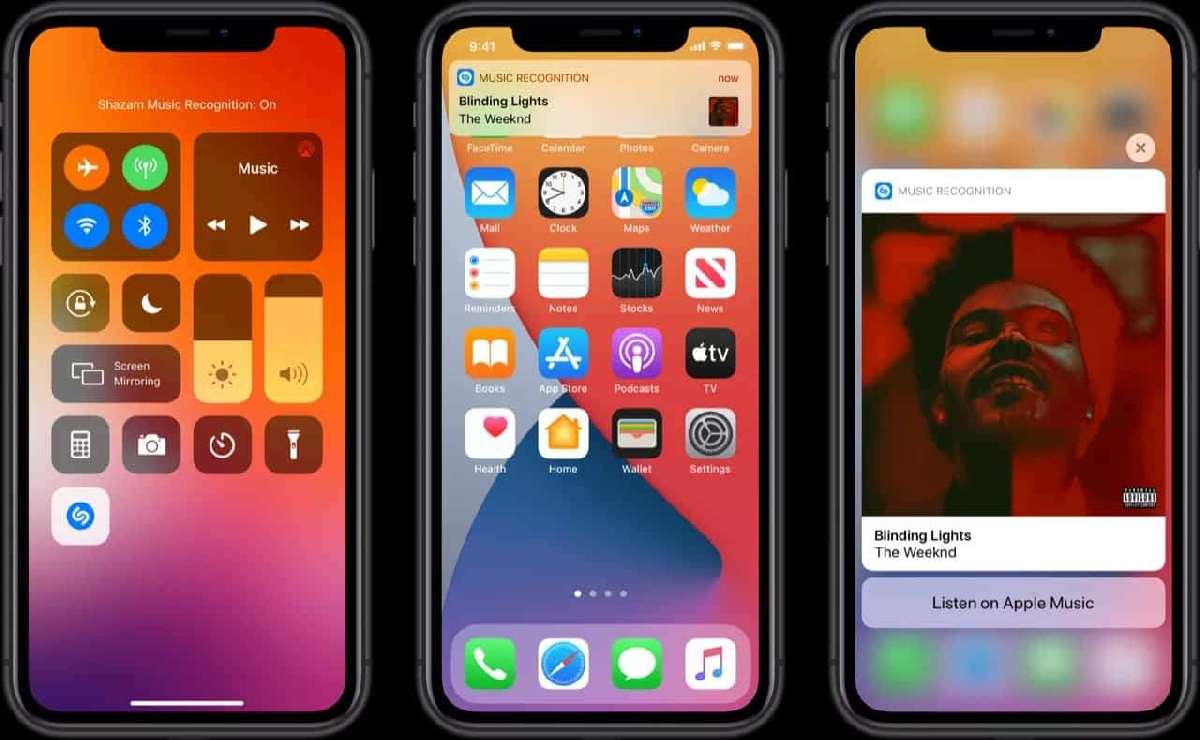 Shazam Music Recognition: On
Music
Screen
Mirroring
9:41
MUSIC RECOGNITION
now
Blinding Lights
The Weeknd
FaceTime
Calendar
Photos
Camera
Mail
Clock
Maps
Weather
Reminders
Notes
Stocks
News
Books
App Store
Podcasts
tv
TV
Health
Home
Wallet
Settings
MUSIC RECOGNITION
Blinding Lights
The Weeknd
Listen on Apple Music